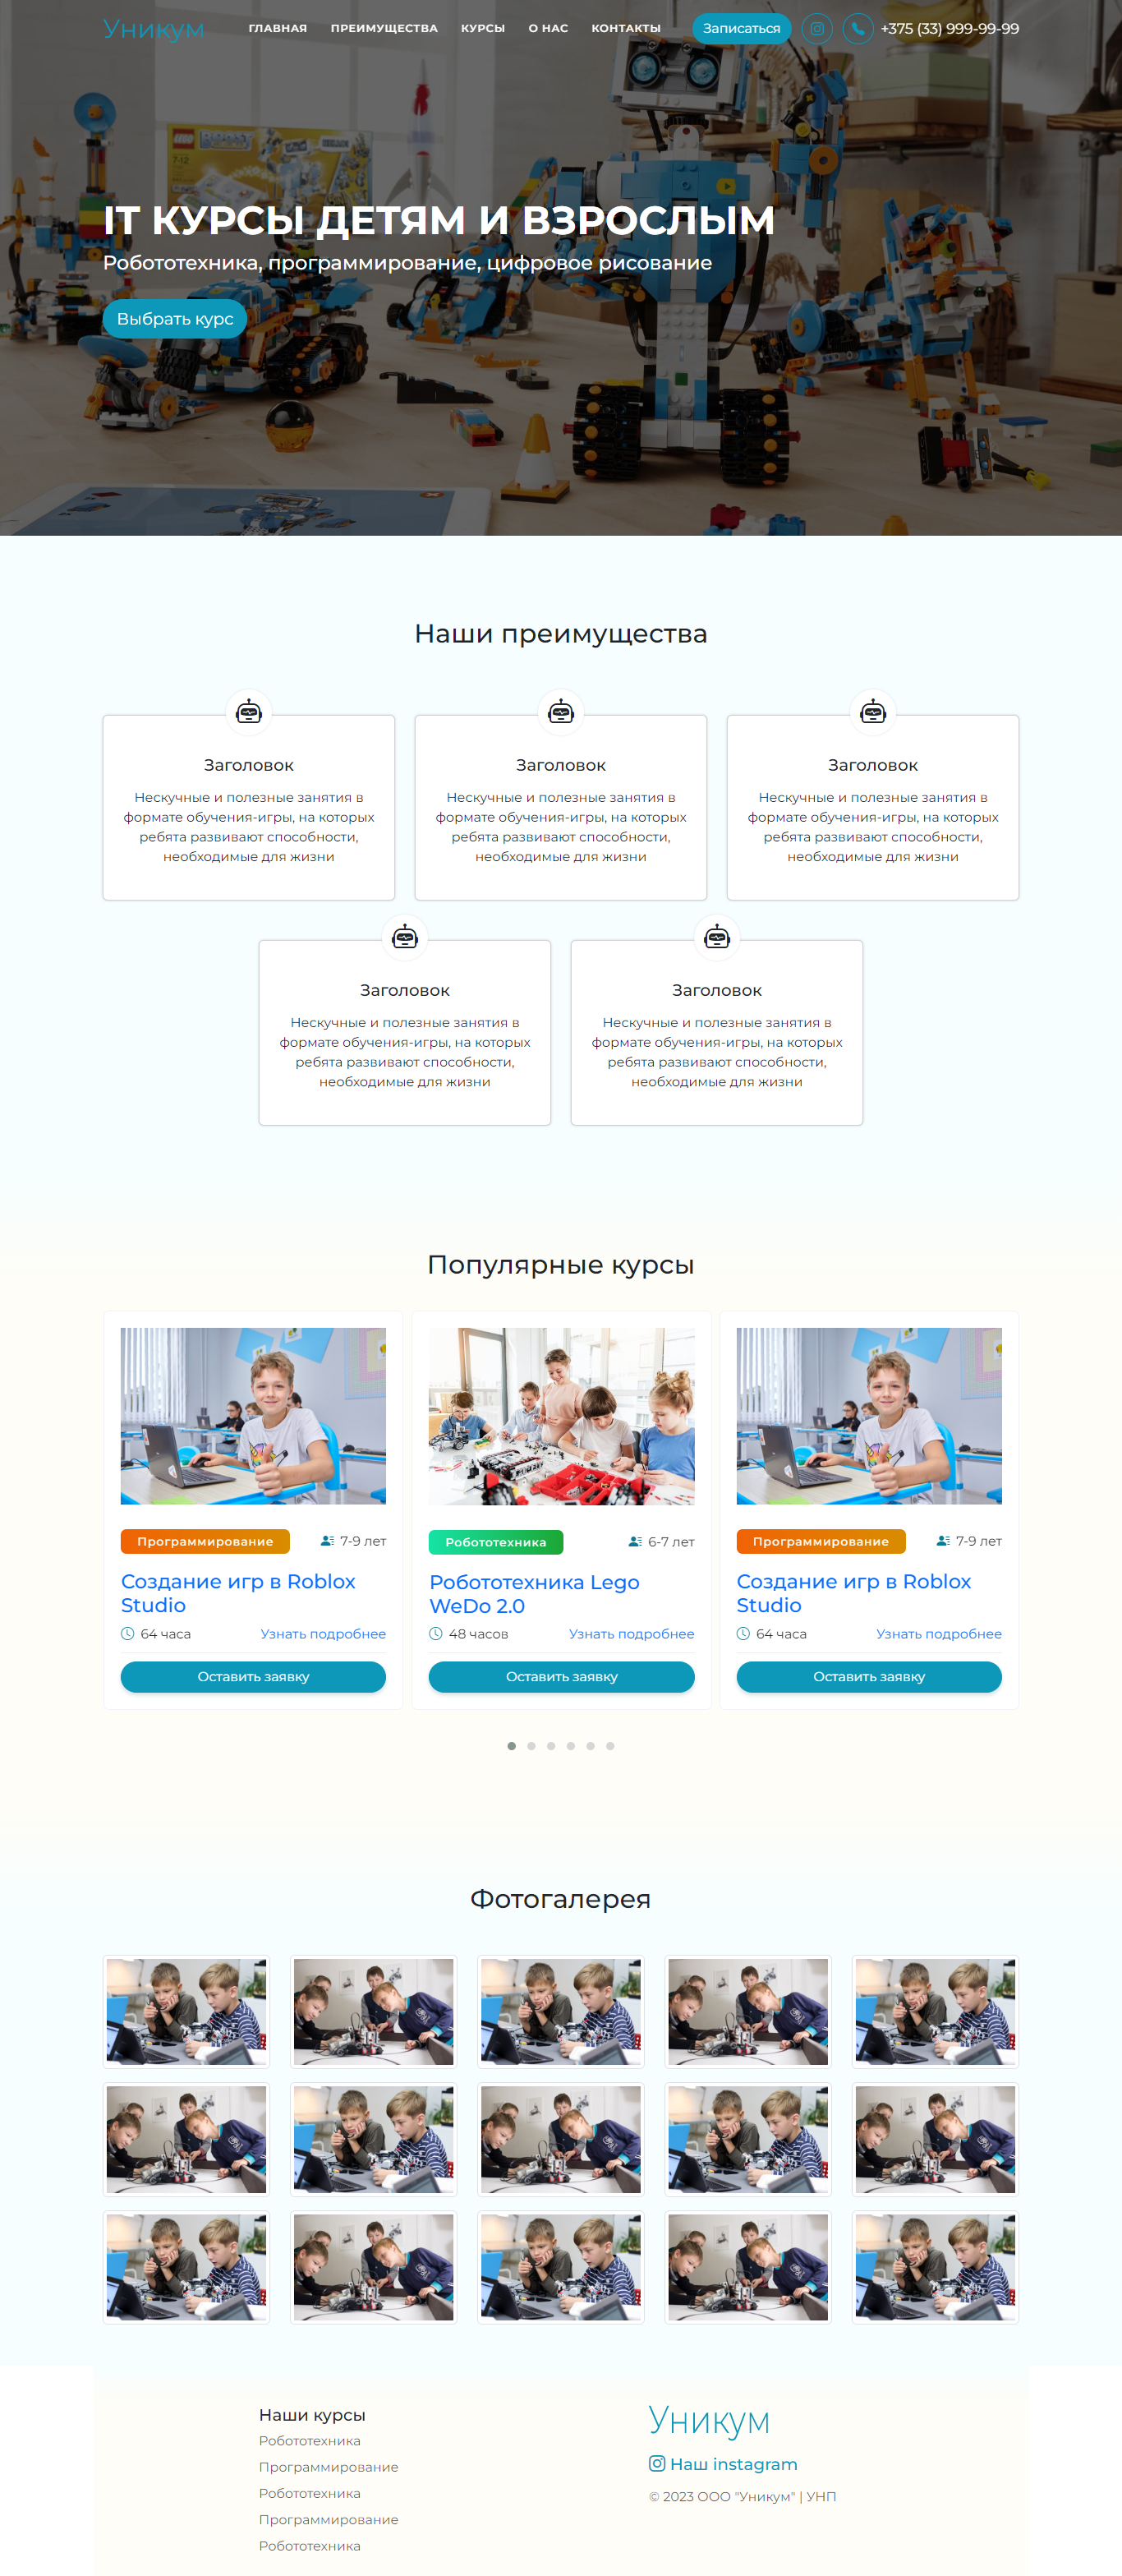 Уникум
ГЛАВНАЯ ПРЕИМУЩЕСТВА КУРСЫ О НАС КОНТАКТЫ
Записаться
+375 (33) 999-99-99
LEGO BOOST
7-12
IT КУРСЫ ДЕТЯМ И ВЗРОСЛЫМ
Робототехника, программирование, цифровое рисование
Выбрать курс
Наши преимущества
Заголовок
Нескучные и полезные занятия в
формате обучения-игры, на которых
ребята развивают способности,
необходимые для жизни
Заголовок
Нескучные и полезные занятия в
формате обучения-игры, на которых
ребята развивают способности,
необходимые для жизни
Заголовок
Нескучные и полезные занятия в
формате обучения-игры, на которых
ребята развивают способности,
необходимые для жизни
Заголовок
Нескучные и полезные занятия в
формате обучения-игры, на которых
ребята развивают способности,
необходимые для жизни
Заголовок
Нескучные и полезные занятия в
формате обучения-игры, на которых
ребята развивают способности,
необходимые для жизни
Популярные курсы
Программирование
7-9 лет
Создание игр в Roblox
Studio
64 часа
Узнать подробнее
Оставить заявку
Робототехника
6-7 лет
Робототехника Lego
WeDo 2.0
48 часов
Узнать подробнее
Оставить заявку
Программирование
7-9 лет
Создание игр в Roblox
Studio
64 часа
Узнать подробнее
Оставить заявку
Фотогалерея
Наши курсы
Робототехника
Программирование
Робототехника
Программирование
Робототехника
Уникум
Наш instagram
© 2023 ООО "Уникум" | УНП